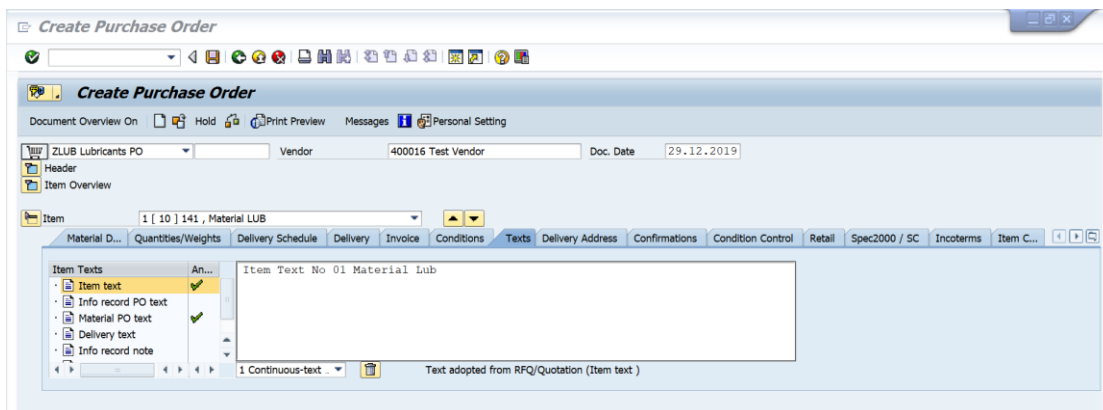 Create Purchase Order
Create Purchase Order
Document Overview On Hold Print Preview Messages Personal Setting
ZLUB Lubricants PO Vendor 400016 Test Vendor Doc. Date 29.12.2019
Header
Item Overview
Item 1 [ 10 ] 141 , Material LUB
Material D... Quantities/Weights Delivery Schedule Delivery Invoice Conditions Texts Delivery Address Confirmations Condition Control Retail Spec2000 / SC Incoterms Item C...
Item Texts An... Item Text No 01 Material Lub
Item text
Info record PO text
Material PO text
Delivery text
Info record note
1 Continuous-text .. Text adopted from RFQ/Quotation (Item text )